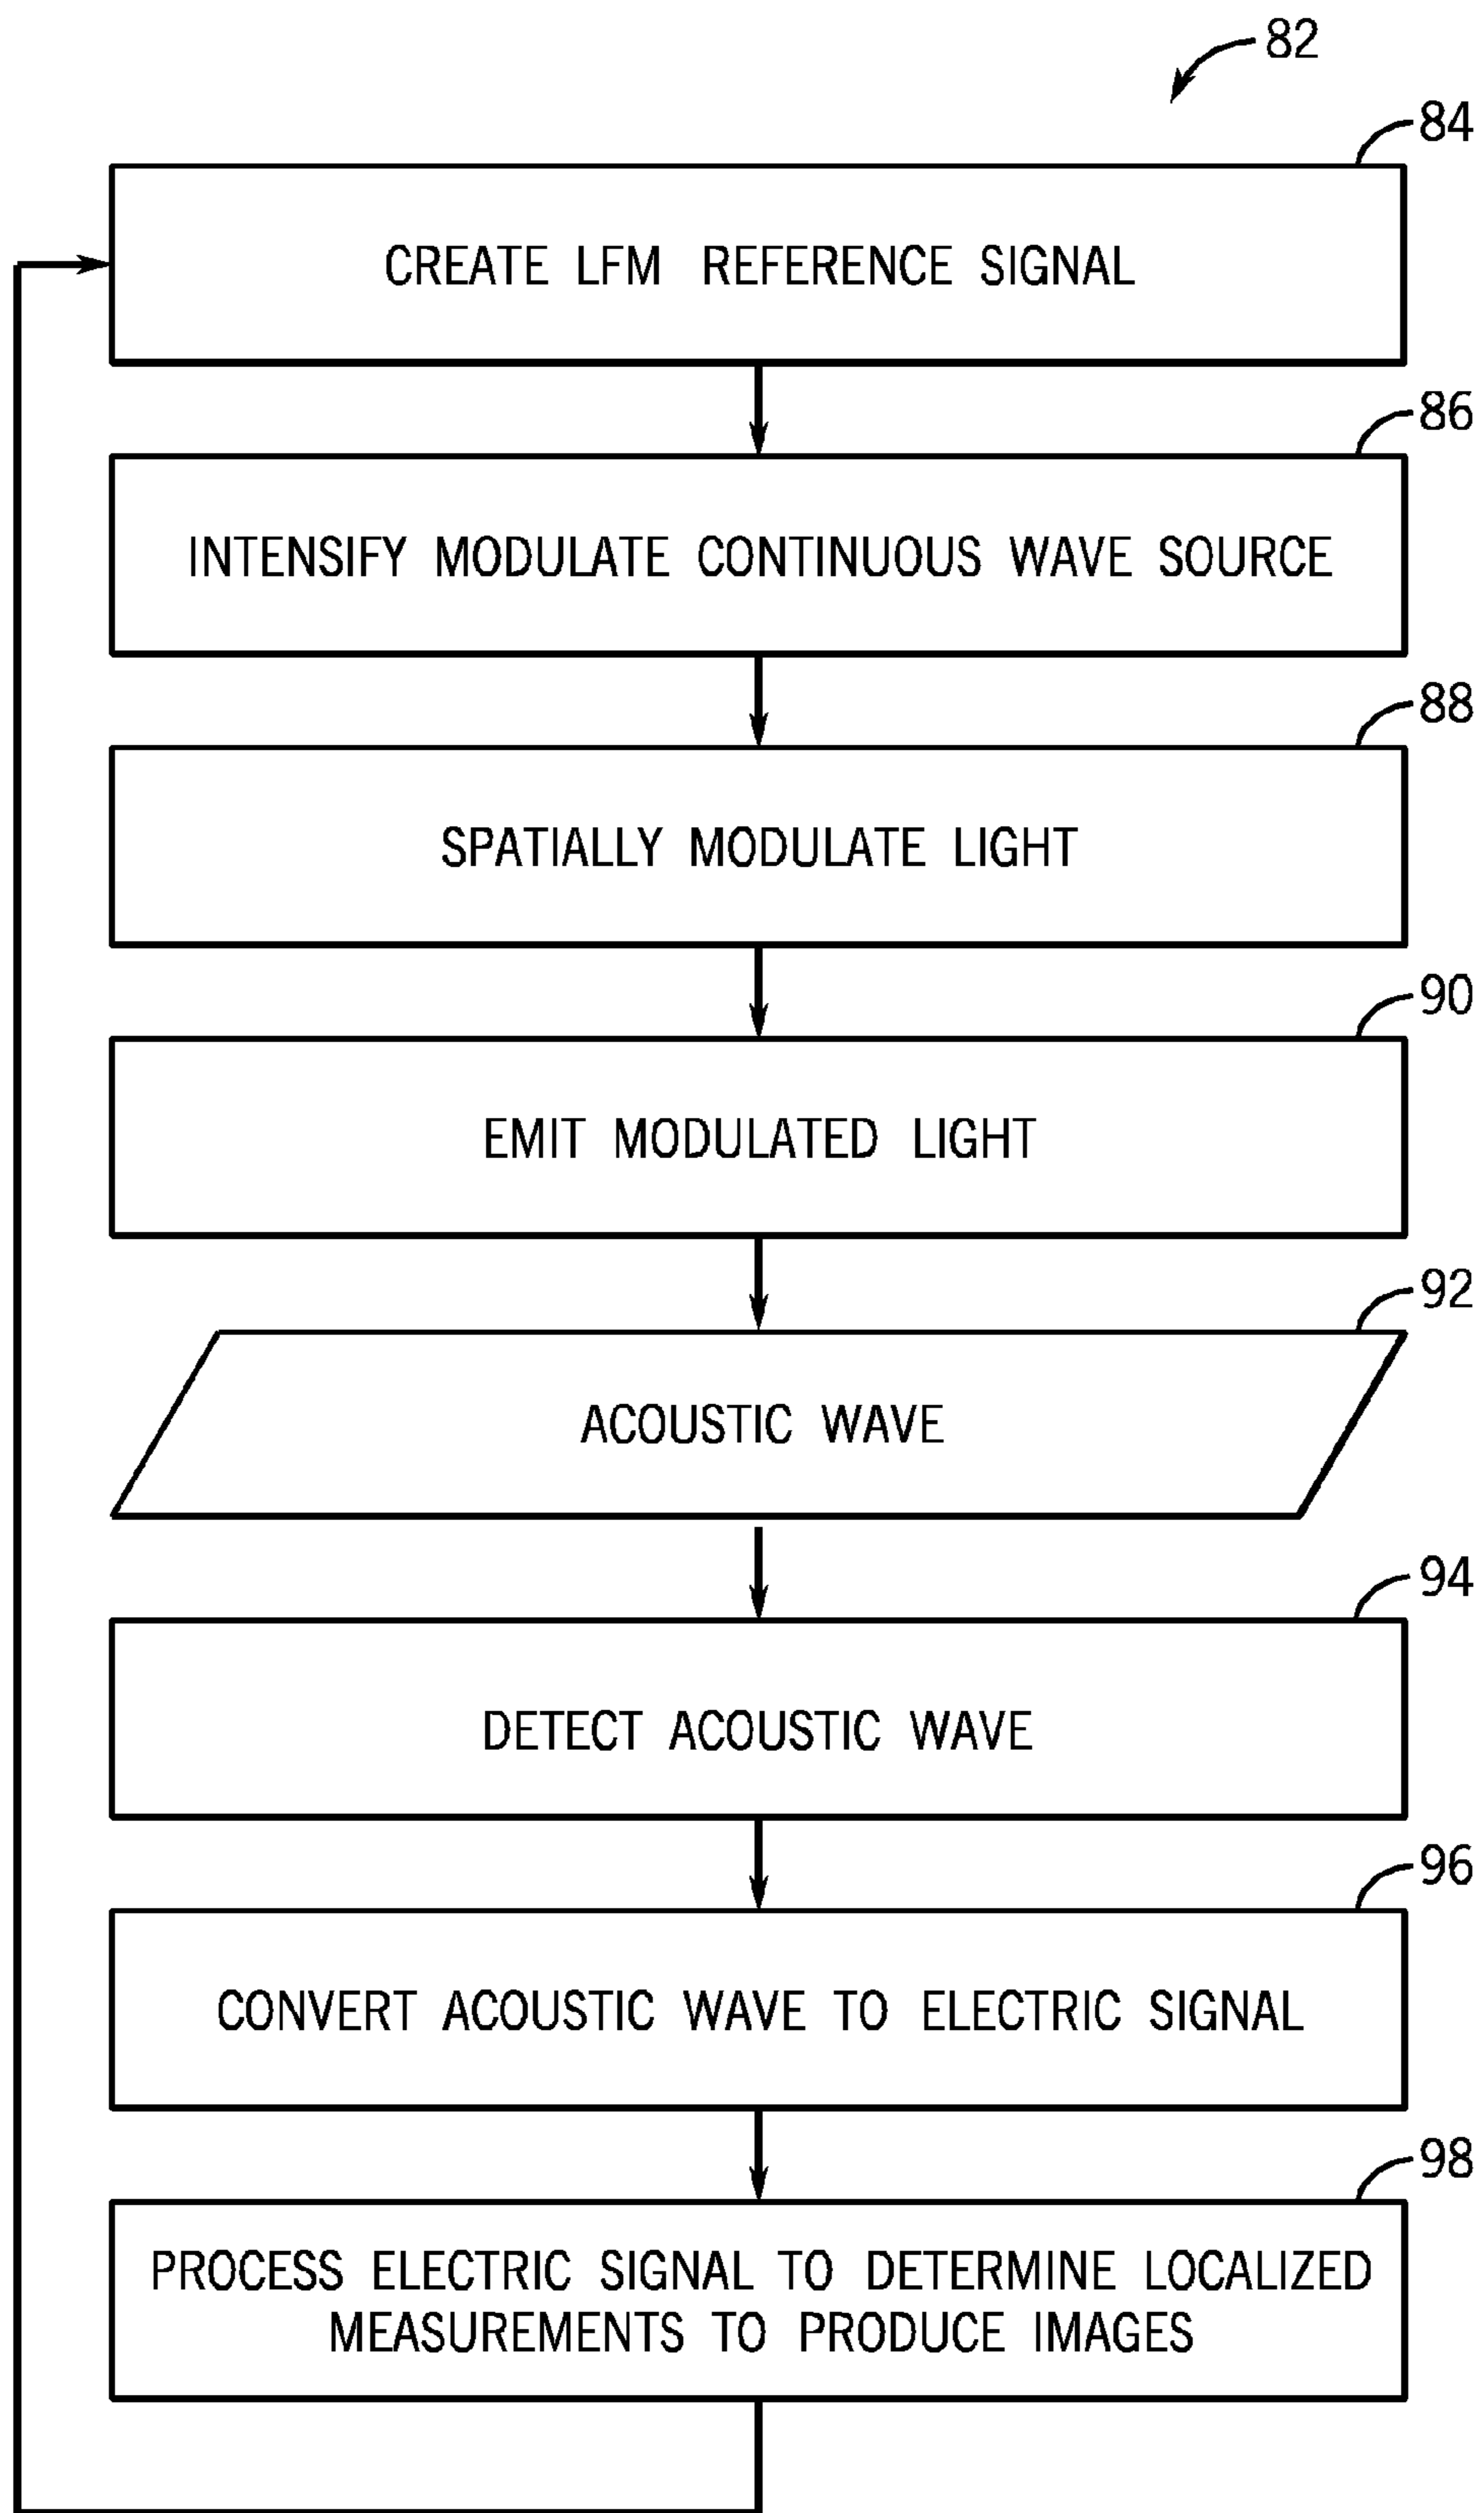 82
84
CREATE LFM REFERENCE SIGNAL
86
INTENSIFY MODULATE CONTINUOUS WAVE SOURCE
88
SPATIALLY MODULATE LIGHT
90
EMIT MODULATED LIGHT
92
ACOUSTIC WAVE
94
DETECT ACOUSTIC WAVE
96
CONVERT ACOUSTIC WAVE TO ELECTRIC SIGNAL
98
PROCESS ELECTRIC SIGNAL TO DETERMINE LOCALIZED
MEASUREMENTS TO PRODUCE IMAGES